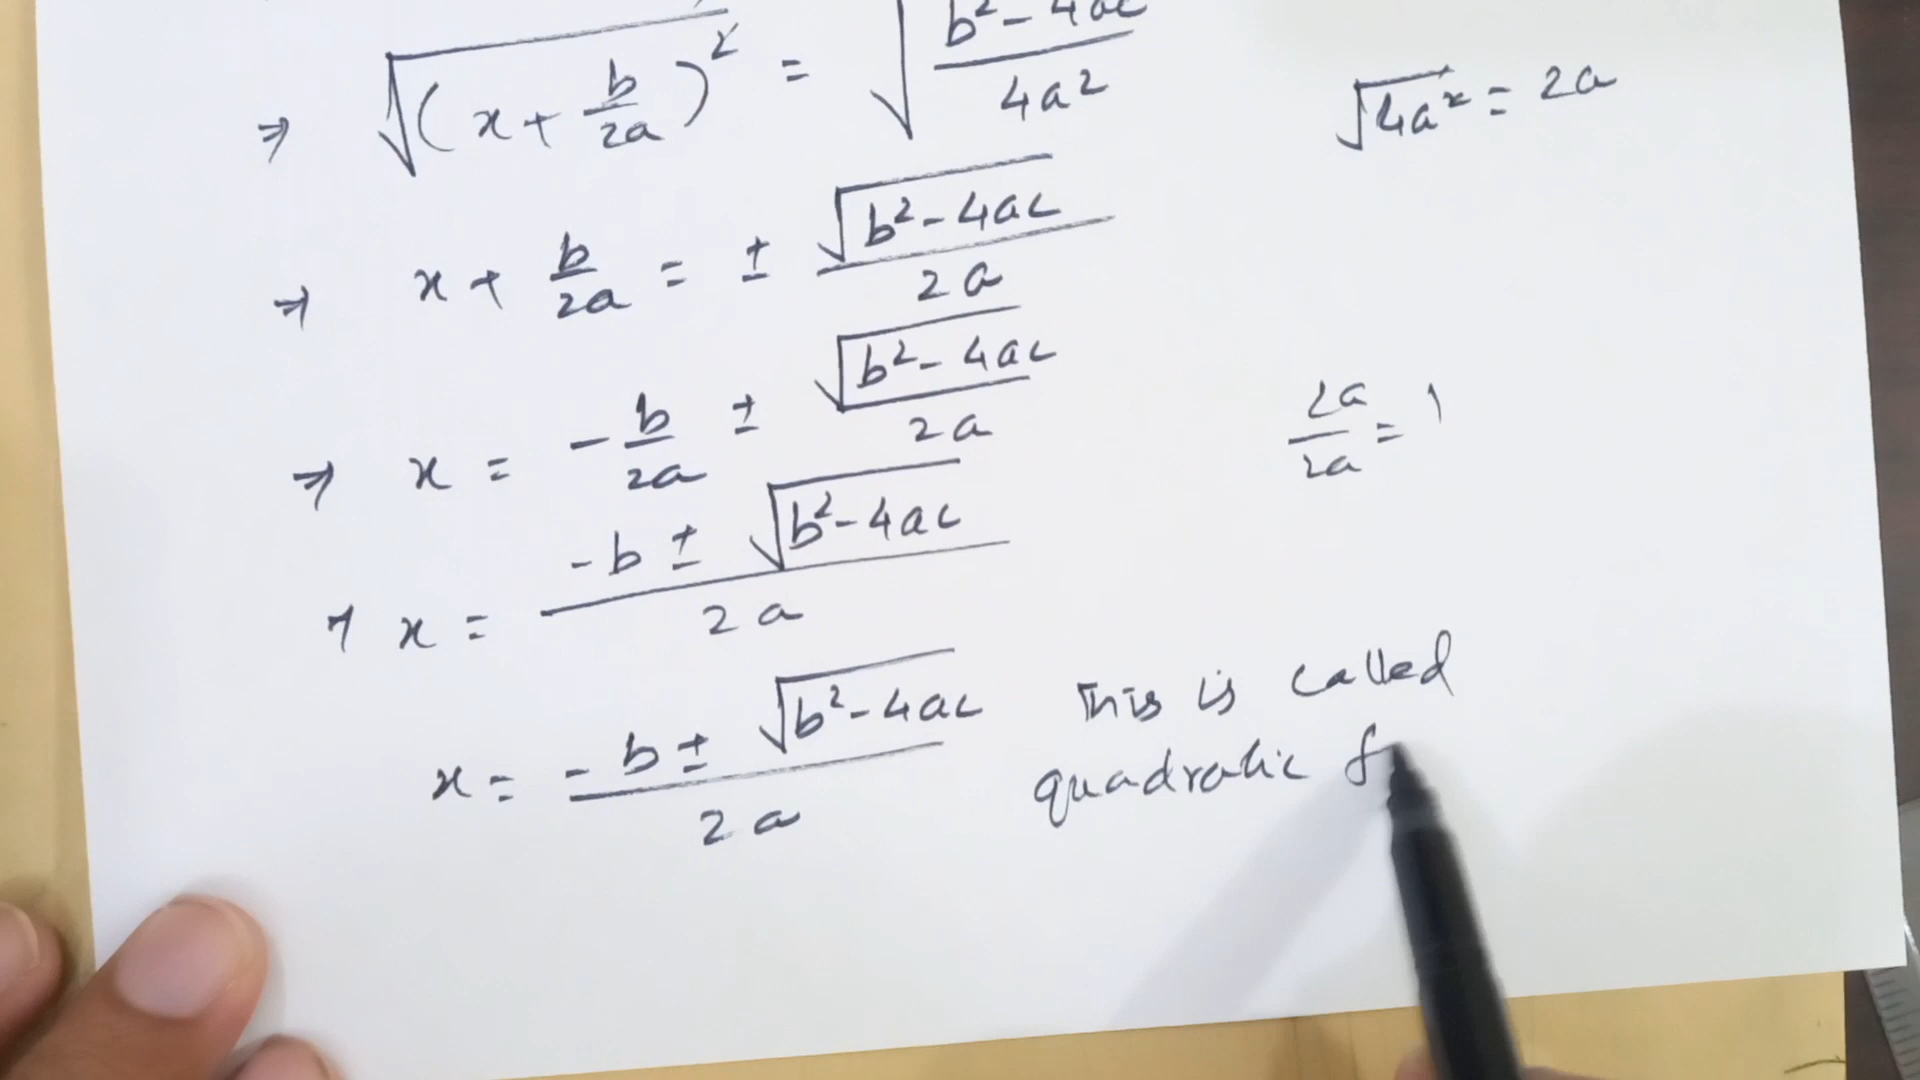 ⇒ √(x + b/2a)² = √(b² - 4ac / 4a²)
√4a² = 2a
⇒ x + b/2a = ± √b² - 4ac / 2a
⇒ x = - b/2a ± √b² - 4ac / 2a
2a/2a = 1
⇒ x = -b ± √b² - 4ac / 2a
x = - b ± √b² - 4ac / 2a
This is called
quadratic f